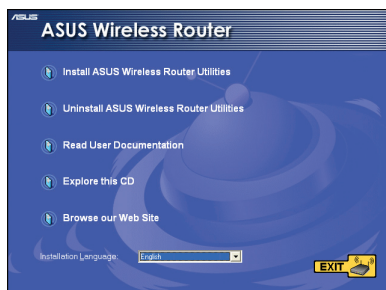 ASUS
ASUS Wireless Router
Install ASUS Wireless Router Utilities
Uninstall ASUS Wireless Router Utilities
Read User Documentation
Explore this CD
Browse our Web Site
Installation Language: English
EXIT